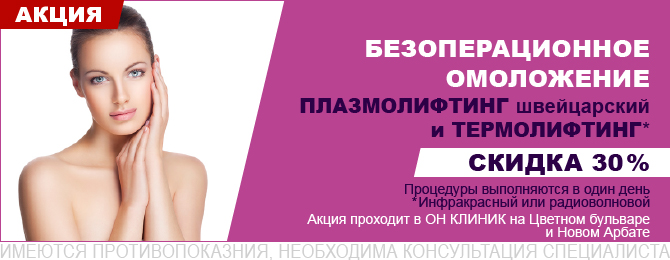 АКЦИЯ
БЕЗОПЕРАЦИОННОЕ
ОМОЛОЖЕНИЕ
ПЛАЗМОЛИФТИНГ швейцарский
и ТЕРМОЛИФТИНГ*
СКИДКА 30%
Процедуры выполняются в один день
*Инфракрасный или радиоволновой
Акция проходит в ОН КЛИНИК на Цветном бульваре
и Новом Арбате
ИМЕЮТСЯ ПРОТИВОПОКАЗНИЯ, НЕОБХОДИМА КОНСУЛЬТАЦИЯ СПЕЦИАЛИСТА